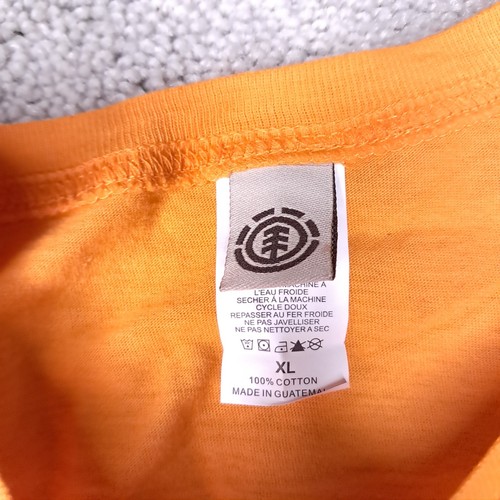 L'EAU FROIDE
SECHER À LA MACHINE
CYCLE DOUX
REPASSER AU FER FROIDE
NE PAS JAVELLISER
NE PAS NETTOYER A SEC
XL
100% COTTON
MADE IN